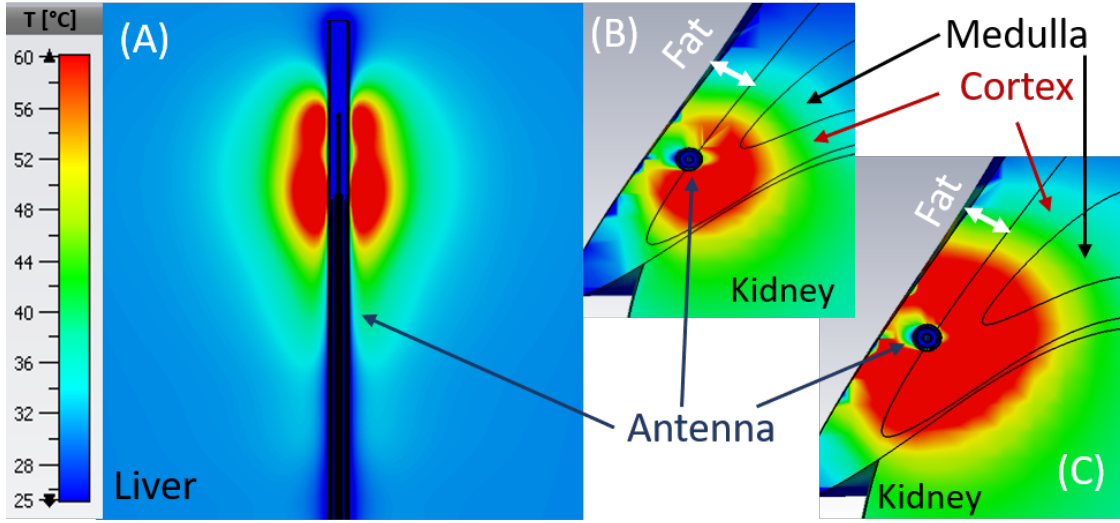 T [°C]
60
56
52
48
44
40
36
32
28
25
(A)
Liver
(B)
Fat
Kidney
Medulla
Cortex
Fat
Antenna
(C)
Kidney